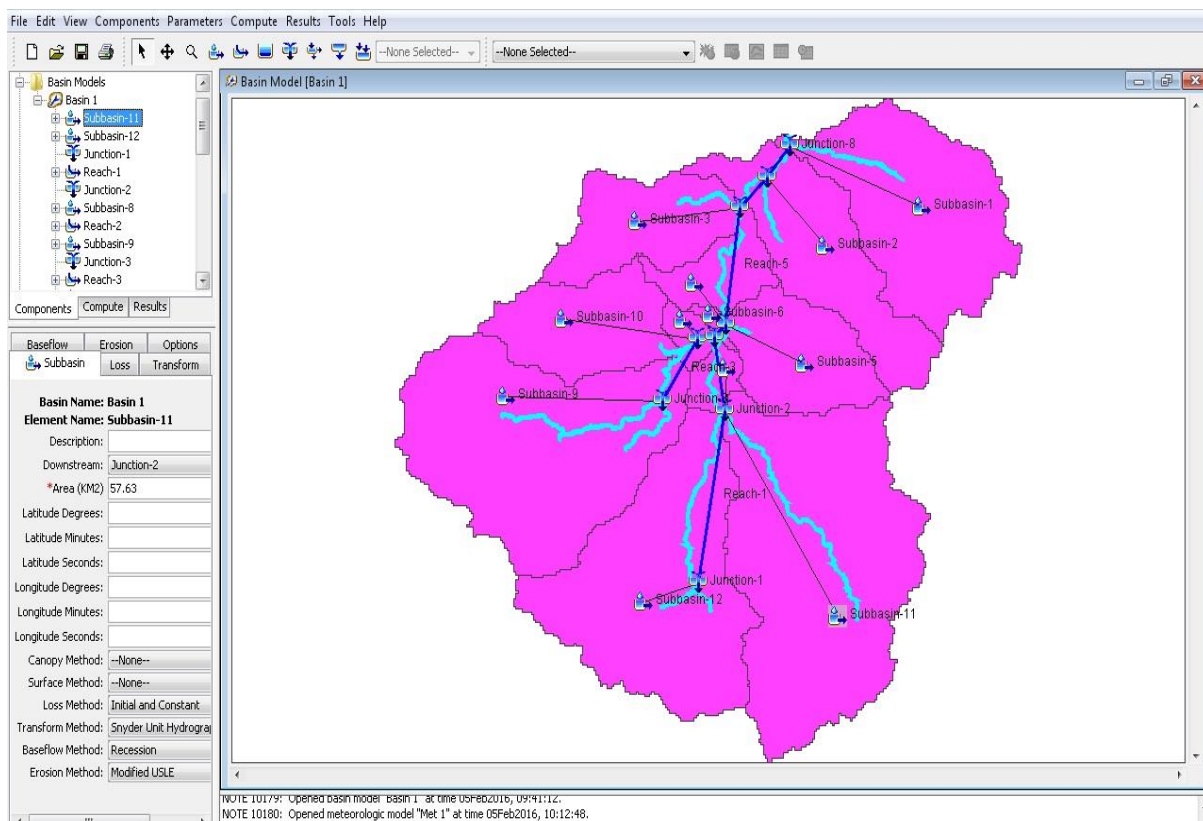 File Edit View Components Parameters Compute Results Tools Help
--None Selected-- --None Selected--
Basin Models
Basin 1
Subbasin-11
Subbasin-12
Junction-1
Reach-1
Junction-2
Subbasin-8
Reach-2
Subbasin-9
Junction-3
Reach-3
Components Compute Results
Baseflow Erosion Options
Subbasin Loss Transform
Basin Name: Basin 1
Element Name: Subbasin-11
Description:
Downstream: Junction-2
*Area (KM2) 57.63
Latitude Degrees:
Latitude Minutes:
Latitude Seconds:
Longitude Degrees:
Longitude Minutes:
Longitude Seconds:
Canopy Method: --None--
Surface Method: --None--
Loss Method: Initial and Constant
Transform Method: Snyder Unit Hydrogra
Baseflow Method: Recession
Erosion Method: Modified USLE
Basin Model [Basin 1]
Junction-8
Subbasin-1
Subbasin-3
Subbasin-2
Reach-5
Subbasin-6
Subbasin-10
Subbasin-5
Reach-3
Subbasin-9
Junction-2
Reach-1
Junction-1
Subbasin-12
Subbasin-11
NOTE 10179: Opened basin model "Basin 1" at time 05Feb2016, 09:41:12.
NOTE 10180: Opened meteorologic model "Met 1" at time 05Feb2016, 10:12:48.